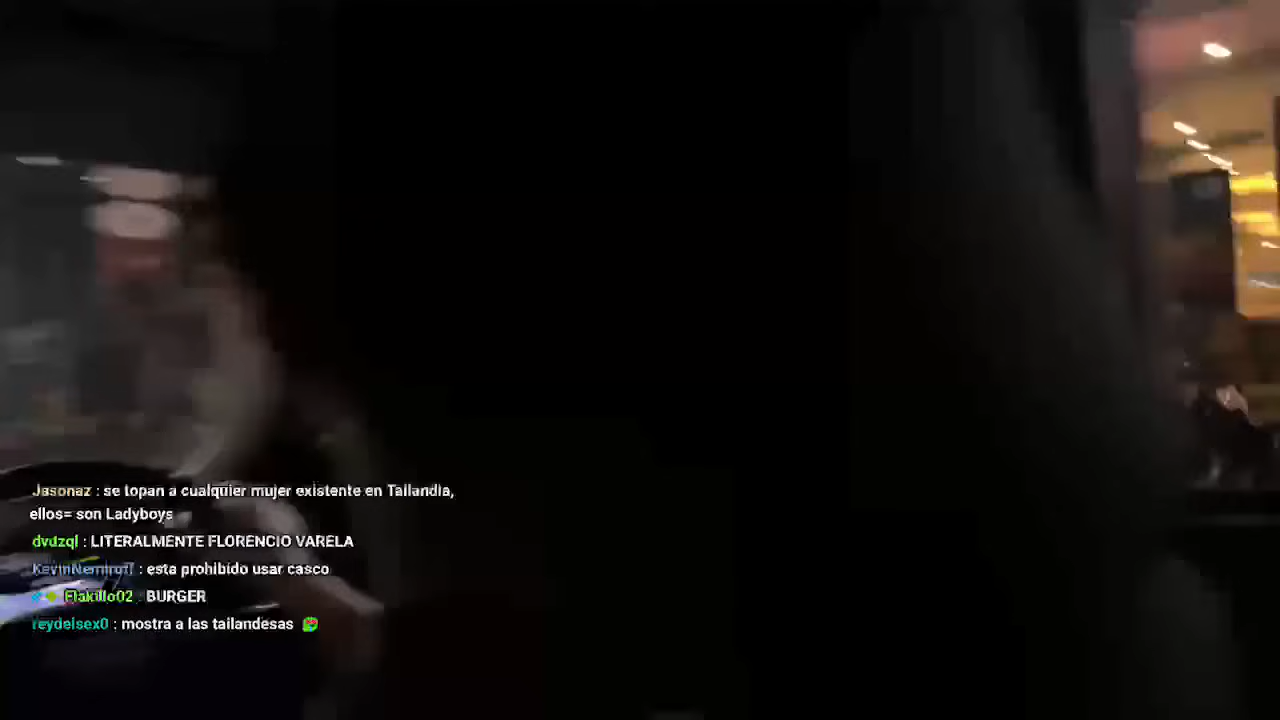 Jasonaz : se topan a cualquier mujer existente en Tailandia,
ellos= son Ladyboys
dvdzql : LITERALMENTE FLORENCIO VARELA
: esta prohibido usar casco
Flakillo02 : BURGER
reydelsex0 : mostra a las tailandesas